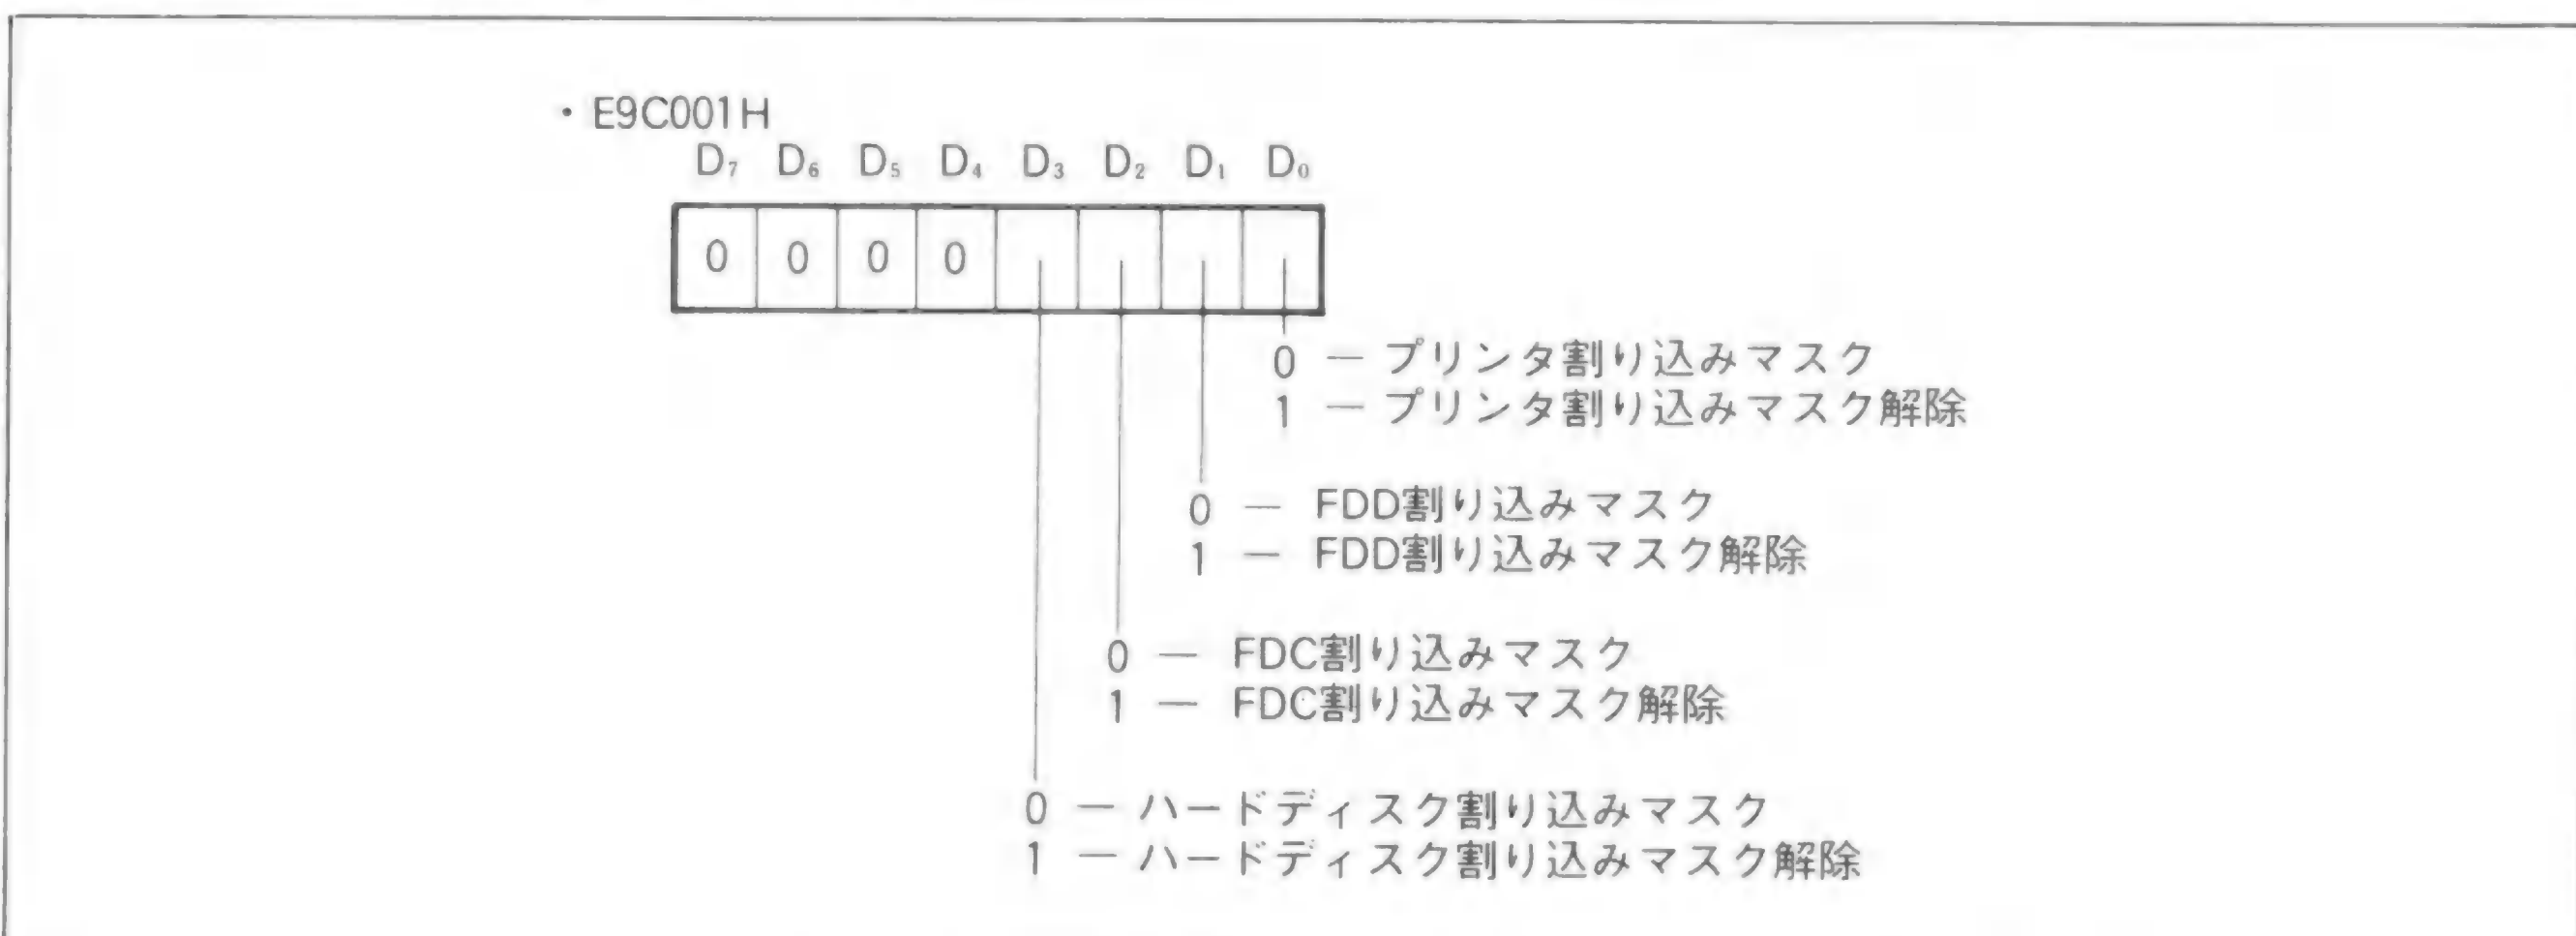 ・E9C001H
D₇ D₆ D₅ D₄ D₃ D₂ D₁ D₀
0 0 0 0
0 ― プリンタ割り込みマスク
1 ― プリンタ割り込みマスク解除
0 ― FDD割り込みマスク
1 ― FDD割り込みマスク解除
0 ― FDC割り込みマスク
1 ― FDC割り込みマスク解除
0 ― ハードディスク割り込みマスク
1 ― ハードディスク割り込みマスク解除